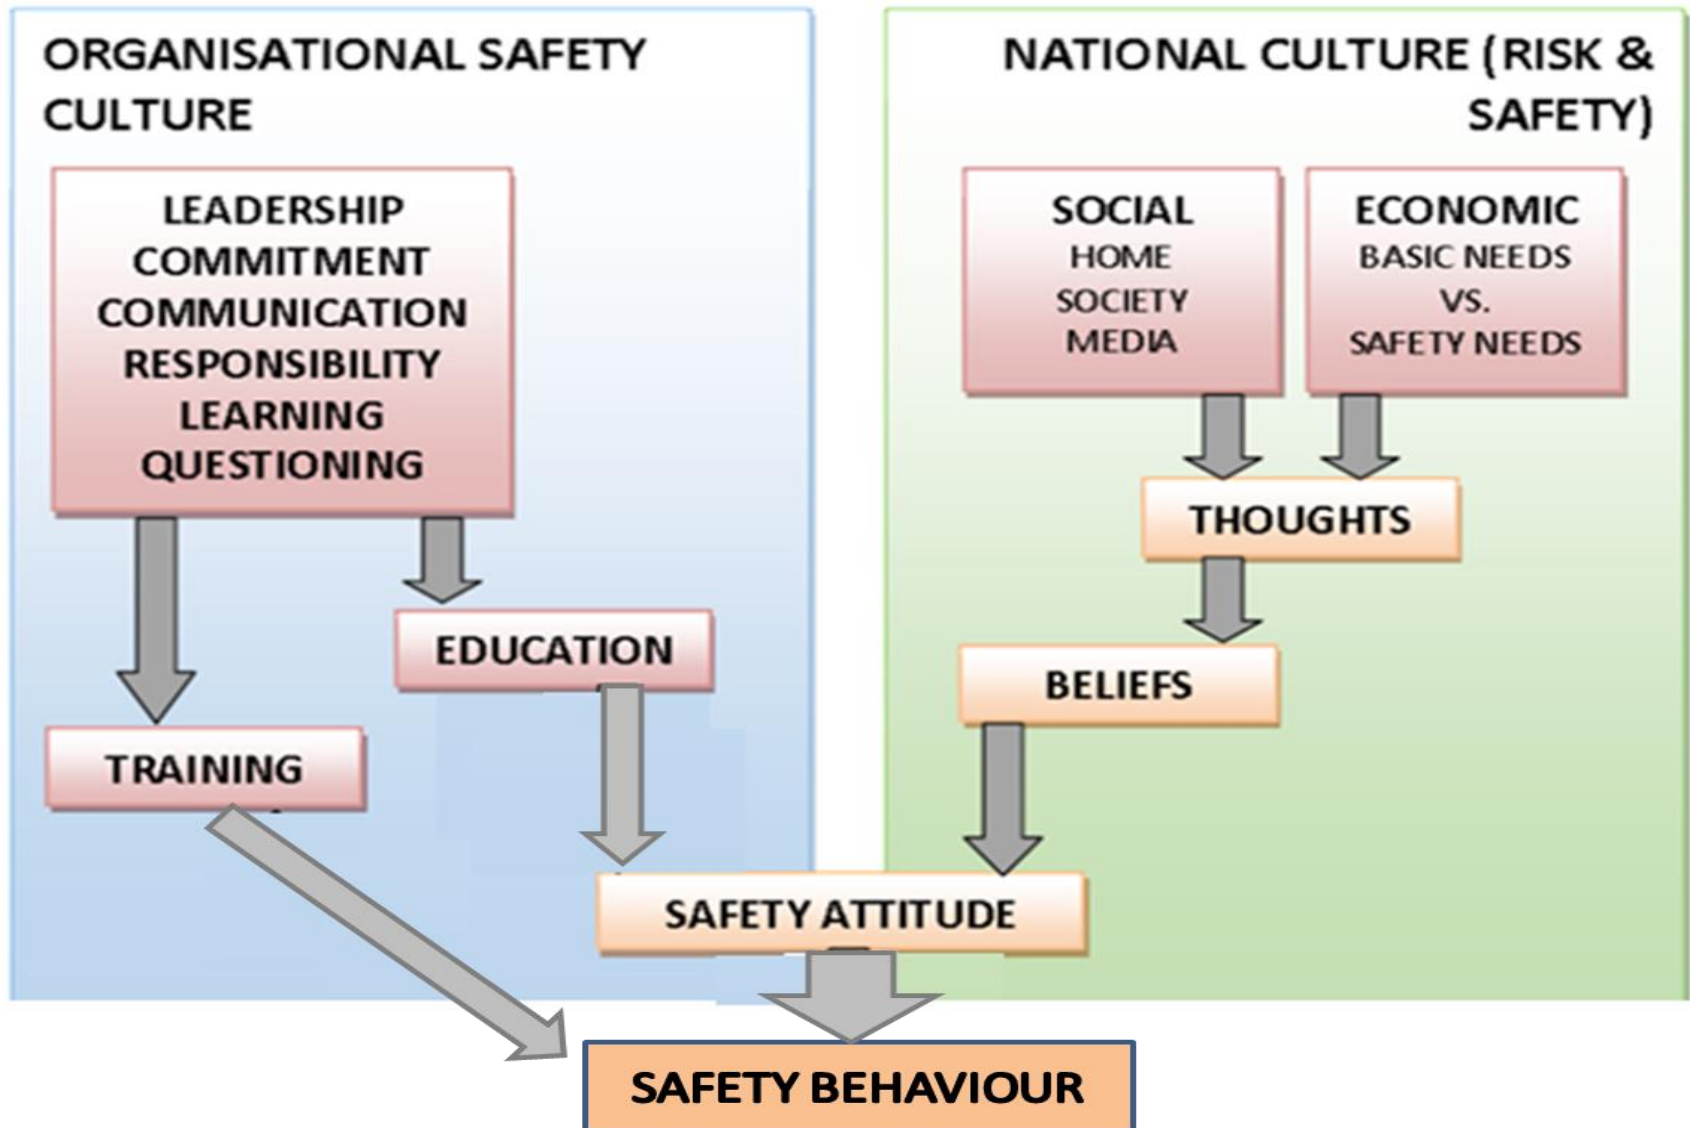 ORGANISATIONAL SAFETY
CULTURE
LEADERSHIP
COMMITMENT
COMMUNICATION
RESPONSIBILITY
LEARNING
QUESTIONING
EDUCATION
TRAINING
NATIONAL CULTURE (RISK &
SAFETY)
SOCIAL
HOME
SOCIETY
MEDIA
ECONOMIC
BASIC NEEDS
VS.
SAFETY NEEDS
THOUGHTS
BELIEFS
SAFETY ATTITUDE
SAFETY BEHAVIOUR